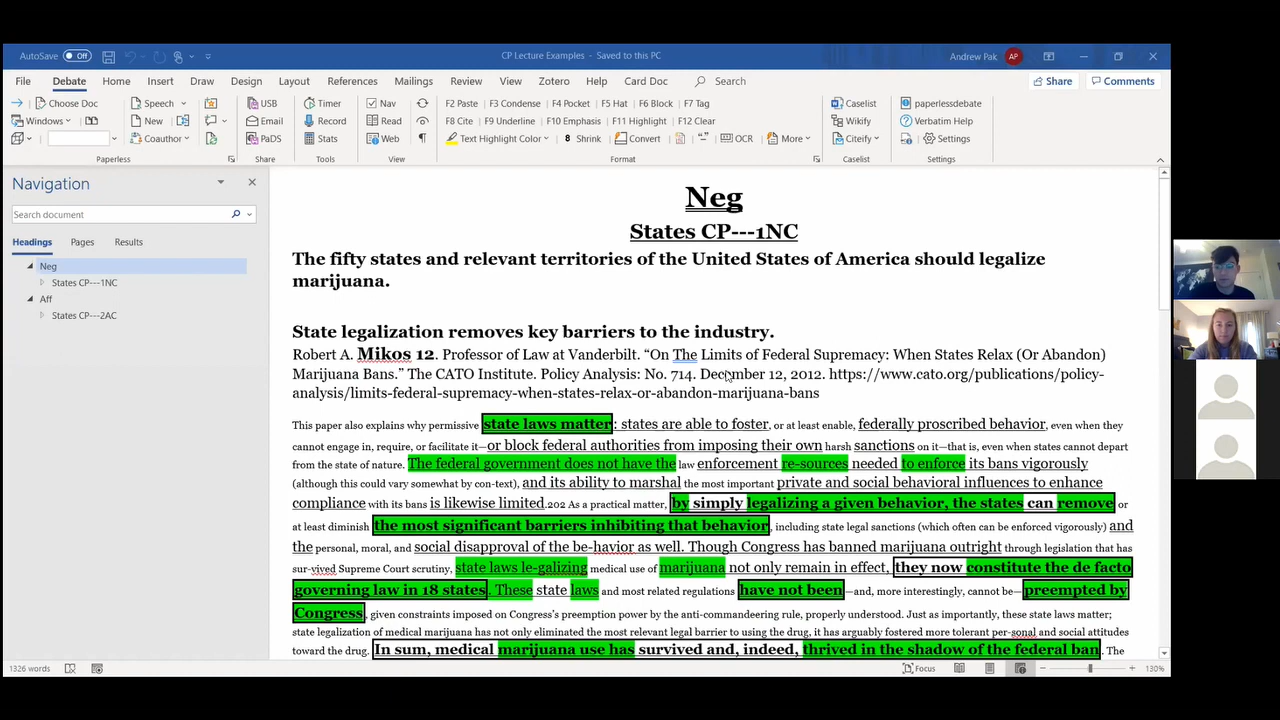 AutoSave Off CP Lecture Examples - Saved to this PC Andrew Pak AP
File Debate Home Insert Draw Design Layout References Mailings Review View Zotero Help Card Doc Search Share Comments
Choose Doc Speech USB Timer Nav F2 Paste F3 Condense F4 Pocket F5 Hat F6 Block F7 Tag Caselist paperlessdebate
Windows New Email Record Read F8 Cite F9 Underline F10 Emphasis F11 Highlight F12 Clear Wikify Verbatim Help
Coauthor PaDS Stats Web ¶ Text Highlight Color 8 Shrink Convert OCR More Citeify Settings
Paperless Share Tools View Format Caselist Settings
Navigation
Search document
Headings Pages Results
Neg
States CP---1NC
Aff
States CP---2AC
Neg
States CP---1NC
The fifty states and relevant territories of the United States of America should legalize
marijuana.
State legalization removes key barriers to the industry.
Robert A. Mikos 12. Professor of Law at Vanderbilt. “On The Limits of Federal Supremacy: When States Relax (Or Abandon)
Marijuana Bans.” The CATO Institute. Policy Analysis: No. 714. December 12, 2012. https://www.cato.org/publications/policy-
analysis/limits-federal-supremacy-when-states-relax-or-abandon-marijuana-bans
This paper also explains why permissive state laws matter: states are able to foster, or at least enable, federally proscribed behavior, even when they
cannot engage in, require, or facilitate it—or block federal authorities from imposing their own harsh sanctions on it—that is, even when states cannot depart
from the state of nature. The federal government does not have the law enforcement re-sources needed to enforce its bans vigorously
(although this could vary somewhat by con-text), and its ability to marshal the most important private and social behavioral influences to enhance
compliance with its bans is likewise limited.202 As a practical matter, by simply legalizing a given behavior, the states can remove or
at least diminish the most significant barriers inhibiting that behavior, including state legal sanctions (which often can be enforced vigorously) and
the personal, moral, and social disapproval of the be-havior as well. Though Congress has banned marijuana outright through legislation that has
sur-vived Supreme Court scrutiny, state laws le-galizing medical use of marijuana not only remain in effect, they now constitute the de facto
governing law in 18 states. These state laws and most related regulations have not been—and, more interestingly, cannot be—preempted by
Congress, given constraints imposed on Congress’s preemption power by the anti-commandeering rule, properly understood. Just as importantly, these state laws matter;
state legalization of medical marijuana has not only eliminated the most relevant legal barrier to using the drug, it has arguably fostered more tolerant per-sonal and social attitudes
toward the drug. In sum, medical marijuana use has survived and, indeed, thrived in the shadow of the federal ban. The
1326 words Focus 130%